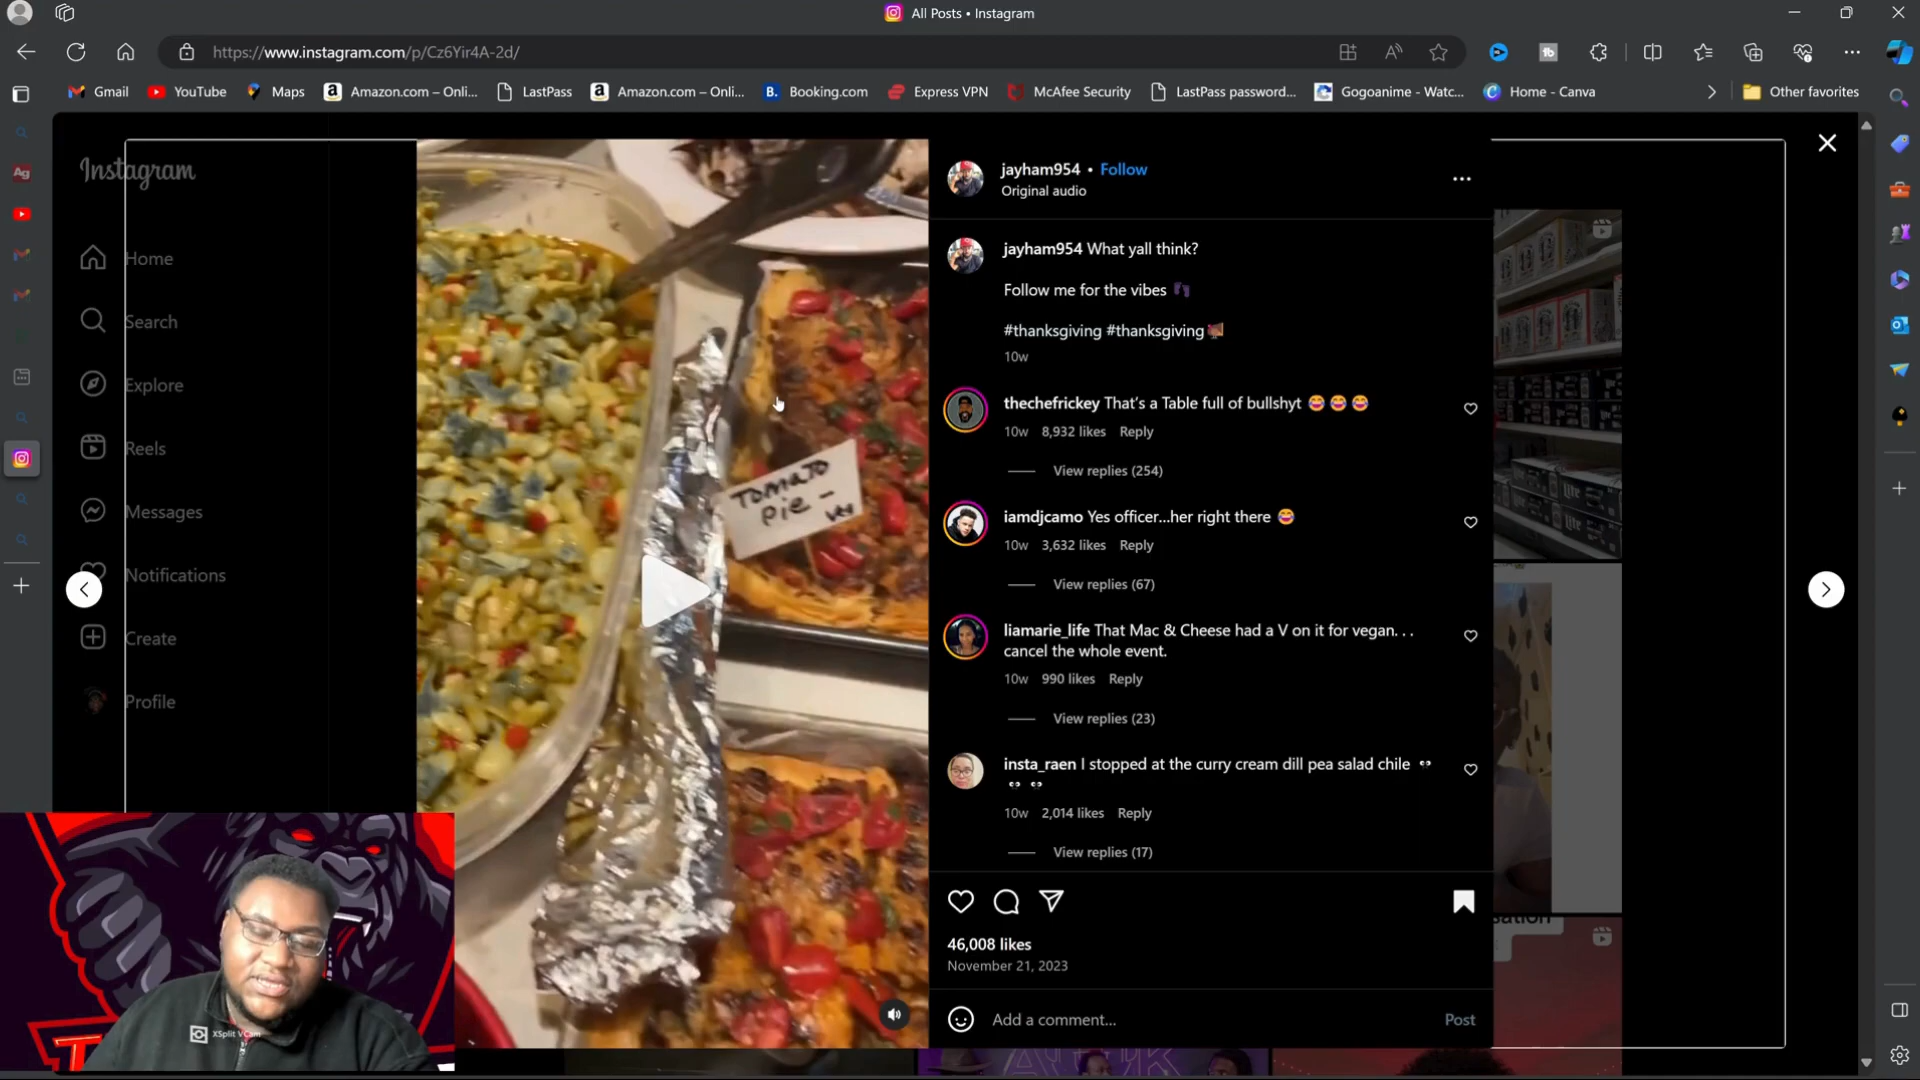 All Posts • Instagram
https://www.instagram.com/p/Cz6Yir4A-2d/
Gmail YouTube Maps Amazon.com – Onli... LastPass Amazon.com – Onli... Booking.com Express VPN McAfee Security LastPass password... Gogoanime - Watc... Home - Canva Other favorites
Instagram
Home
Search
Explore
Reels
Messages
Notifications
Create
Profile
TOMATO
Pie -
jayham954 • Follow
Original audio
jayham954 What yall think?
Follow me for the vibes 👣
#thanksgiving #thanksgiving🦃
10w
thechefrickey That's a Table full of bullshyt 😂 😂 😂
10w 8,932 likes Reply
View replies (254)
iamdjcamo Yes officer...her right there 😂
10w 3,632 likes Reply
View replies (67)
liamarie_life That Mac & Cheese had a V on it for vegan. . .
cancel the whole event.
10w 990 likes Reply
View replies (23)
insta_raen I stopped at the curry cream dill pea salad chile 👀
👀 👀
10w 2,014 likes Reply
View replies (17)
46,008 likes
November 21, 2023
Add a comment...
Post
XSplit VCam